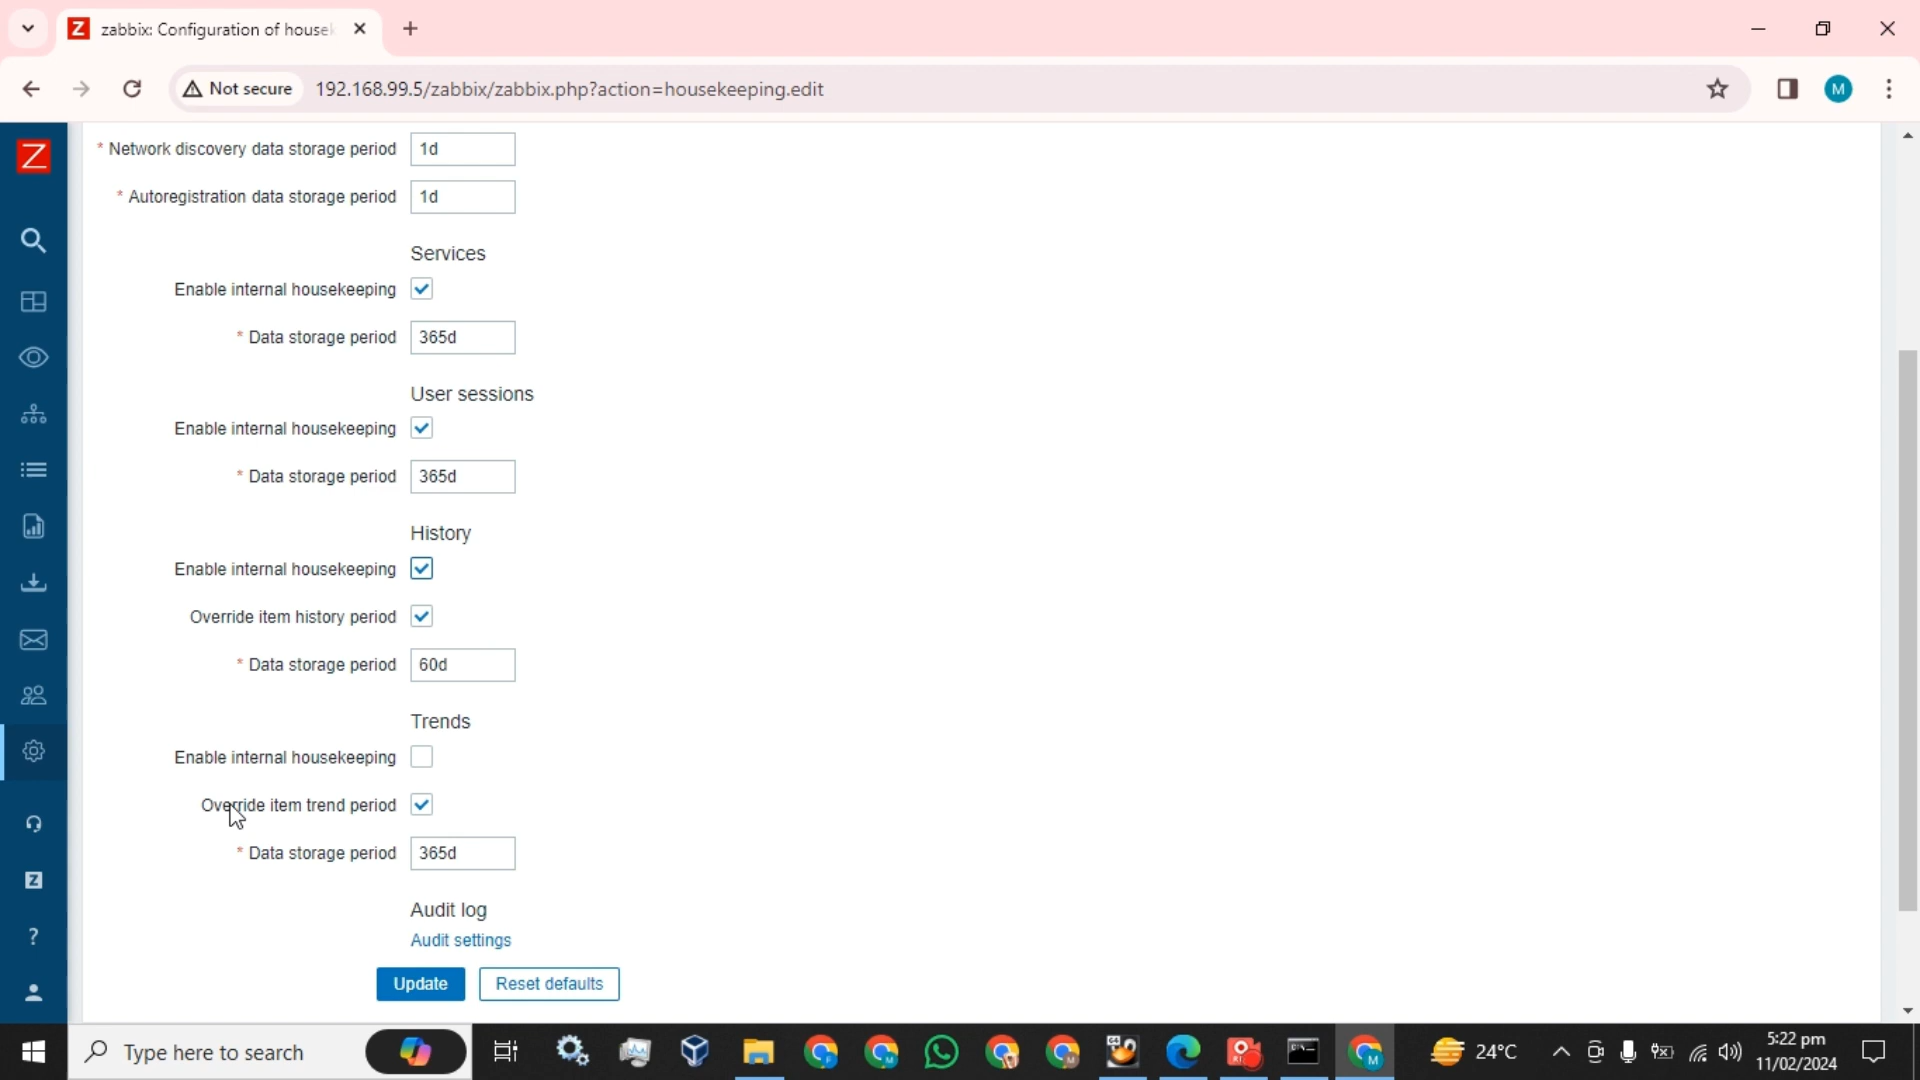 zabbix: Configuration of housek
Not secure
192.168.99.5/zabbix/zabbix.php?action=housekeeping.edit
M
Z
* Network discovery data storage period 1d
* Autoregistration data storage period 1d
Services
Enable internal housekeeping
* Data storage period 365d
User sessions
Enable internal housekeeping
* Data storage period 365d
History
Enable internal housekeeping
Override item history period
* Data storage period 60d
Trends
Enable internal housekeeping
Override item trend period
* Data storage period 365d
Audit log
Audit settings
Update Reset defaults
Z
?
Type here to search
24°C
5:22 pm
11/02/2024